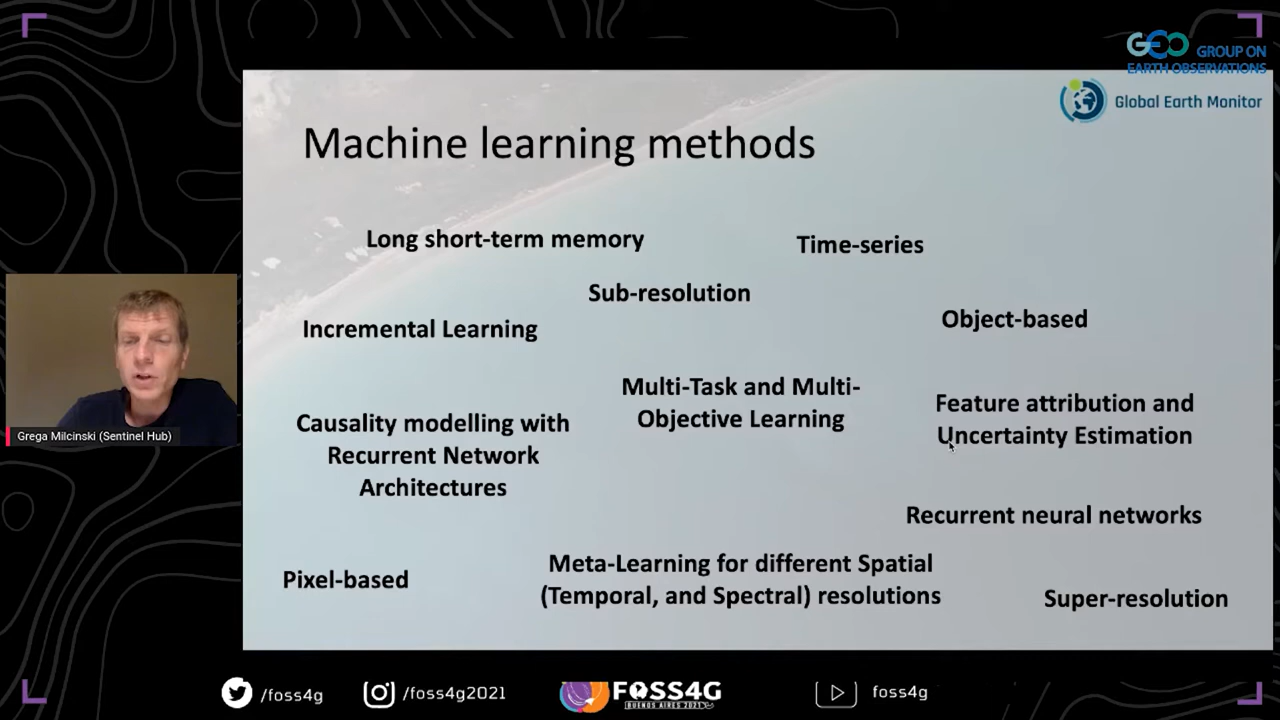 GEO GROUP ON
EARTH OBSERVATIONS
Global Earth Monitor
Machine learning methods
Long short-term memory
Time-series
Sub-resolution
Incremental Learning
Object-based
Multi-Task and Multi-
Objective Learning
Feature attribution and
Uncertainty Estimation
Causality modelling with
Recurrent Network
Architectures
Grega Milcinski (Sentinel Hub)
Recurrent neural networks
Meta-Learning for different Spatial
(Temporal, and Spectral) resolutions
Pixel-based
Super-resolution
/foss4g
/foss4g2021
FOSS4G
BUENOS AIRES 2021
foss4g